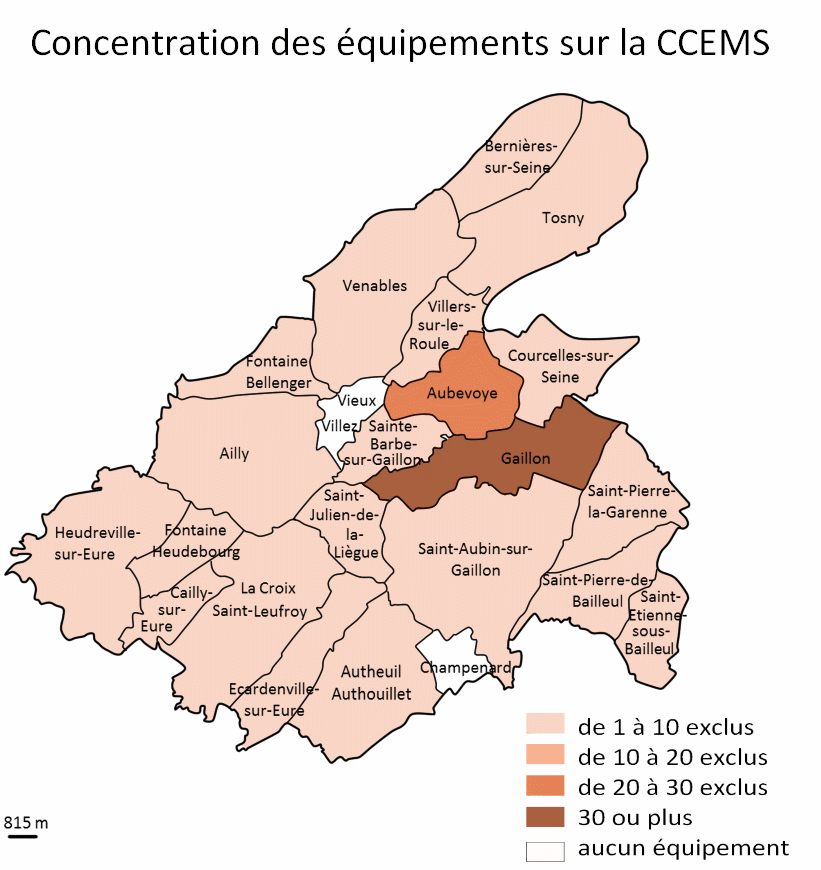 Concentration des équipements sur la CCEMS
Bernières-
sur-Seine
Tosny
Venables
Villers-
sur-le-
Roule
Courcelles-sur-
Seine
Fontaine
Bellenger
Vieux
Villez
Aubevoye
Sainte-
Barbe-
sur-Gaillon
Ailly
Gaillon
Saint-Pierre-
la-Garenne
Saint-
Julien-de-
la-
Liègue
Heudreville-
sur-Eure
Fontaine
Heudebourg
Saint-Aubin-sur-
Gaillon
Cailly-
sur-
Eure
La Croix
Saint-Leufroy
Saint-Pierre-de-
Bailleul
Saint-
Etienne-
sous-
Bailleul
Champenard
Autheuil
Authouillet
Ecardenville-
sur-Eure
de 1 à 10 exclus
de 10 à 20 exclus
de 20 à 30 exclus
30 ou plus
aucun équipement
815 m